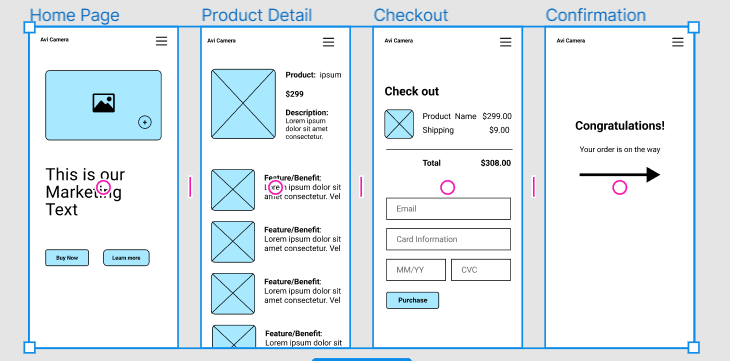 Home Page
Avi Camera
This is our
Marketing
Text
Buy Now
Learn more
Product Detail
Avi Camera
Product: ipsum
$299
Description:
Lorem ipsum
dolor sit amet
consectetur.
Feature/Benefit:
Lorem ipsum dolor sit
amet consectetur. Vel
Feature/Benefit:
Lorem ipsum dolor sit
amet consectetur. Vel
Feature/Benefit:
Lorem ipsum dolor sit
amet consectetur. Vel
Feature/Benefit:
Lorem ipsum dolor sit
Checkout
Avi Camera
Check out
Product Name $299.00
Shipping $9.00
Total $308.00
Email
Card Information
MM/YY CVC
Purchase
Confirmation
Avi Camera
Congratulations!
Your order is on the way